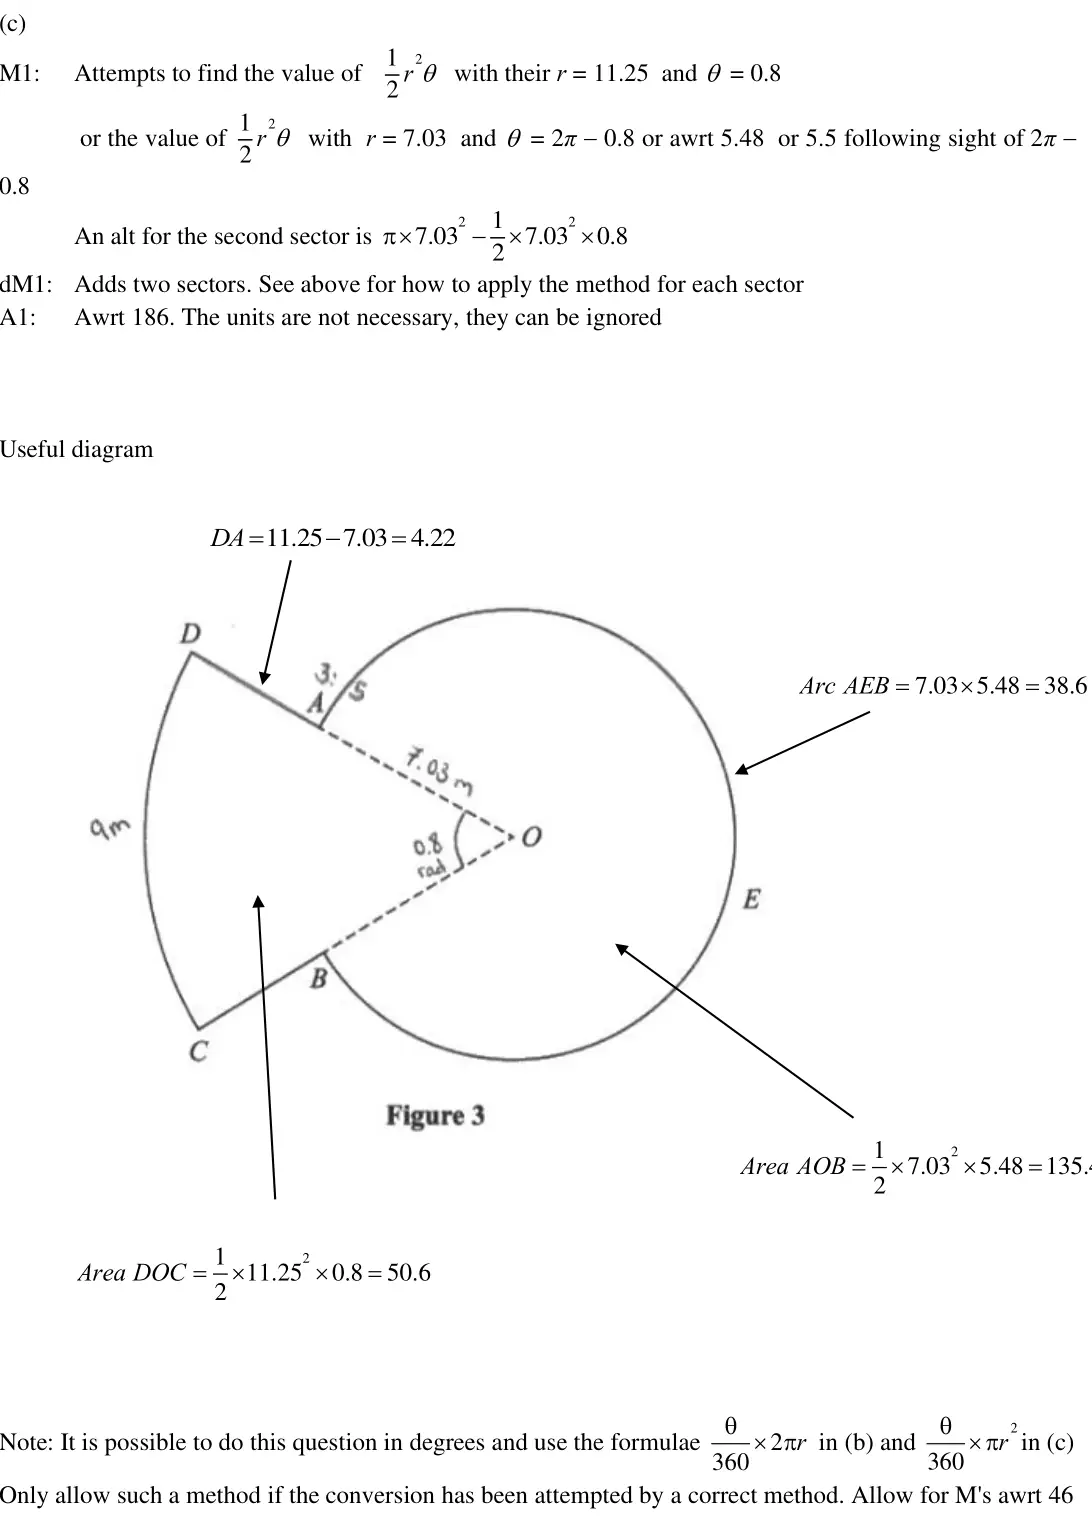 (c)
M1: Attempts to find the value of 1/2 r²θ with their r = 11.25 and θ = 0.8
or the value of 1/2 r²θ with r = 7.03 and θ = 2π – 0.8 or awrt 5.48 or 5.5 following sight of 2π –
0.8
An alt for the second sector is π×7.03² – 1/2 ×7.03² ×0.8
dM1: Adds two sectors. See above for how to apply the method for each sector
A1: Awrt 186. The units are not necessary, they can be ignored
Useful diagram
DA = 11.25 – 7.03 = 4.22
D
3:
5
A
Arc AEB = 7.03×5.48 = 38.6
7.03 m
9m
0.8
rad
O
E
B
C
Figure 3
Area AOB = 1/2 ×7.03² ×5.48 = 135.4
Area DOC = 1/2 ×11.25² ×0.8 = 50.6
Note: It is possible to do this question in degrees and use the formulae θ/360 × 2πr in (b) and θ/360 × πr² in (c)
Only allow such a method if the conversion has been attempted by a correct method. Allow for M's awrt 46